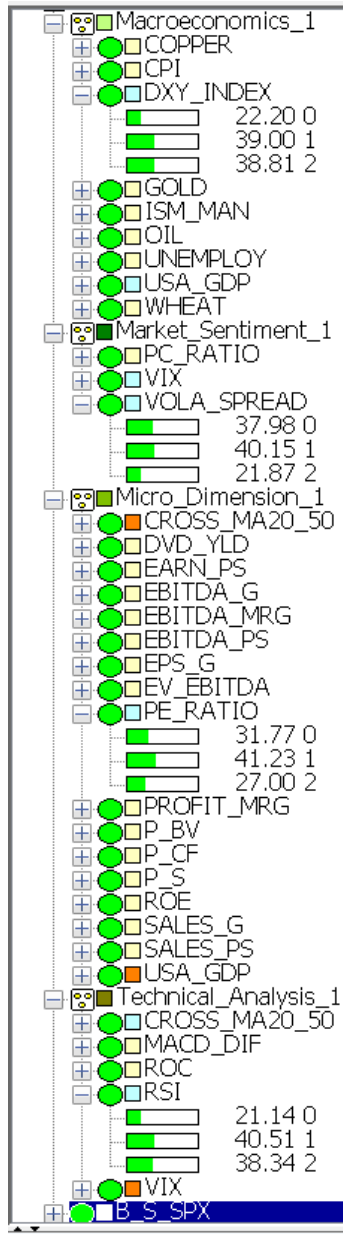 Macroeconomics_1
COPPER
CPI
DXY_INDEX
22.20 0
39.00 1
38.81 2
GOLD
ISM_MAN
OIL
UNEMPLOY
USA_GDP
WHEAT
Market_Sentiment_1
PC_RATIO
VIX
VOLA_SPREAD
37.98 0
40.15 1
21.87 2
Micro_Dimension_1
CROSS_MA20_50
DVD_YLD
EARN_PS
EBITDA_G
EBITDA_MRG
EBITDA_PS
EPS_G
EV_EBITDA
PE_RATIO
31.77 0
41.23 1
27.00 2
PROFIT_MRG
P_BV
P_CF
P_S
ROE
SALES_G
SALES_PS
USA_GDP
Technical_Analysis_1
CROSS_MA20_50
MACD_DIF
ROC
RSI
21.14 0
40.51 1
38.34 2
VIX
B_S_SPX